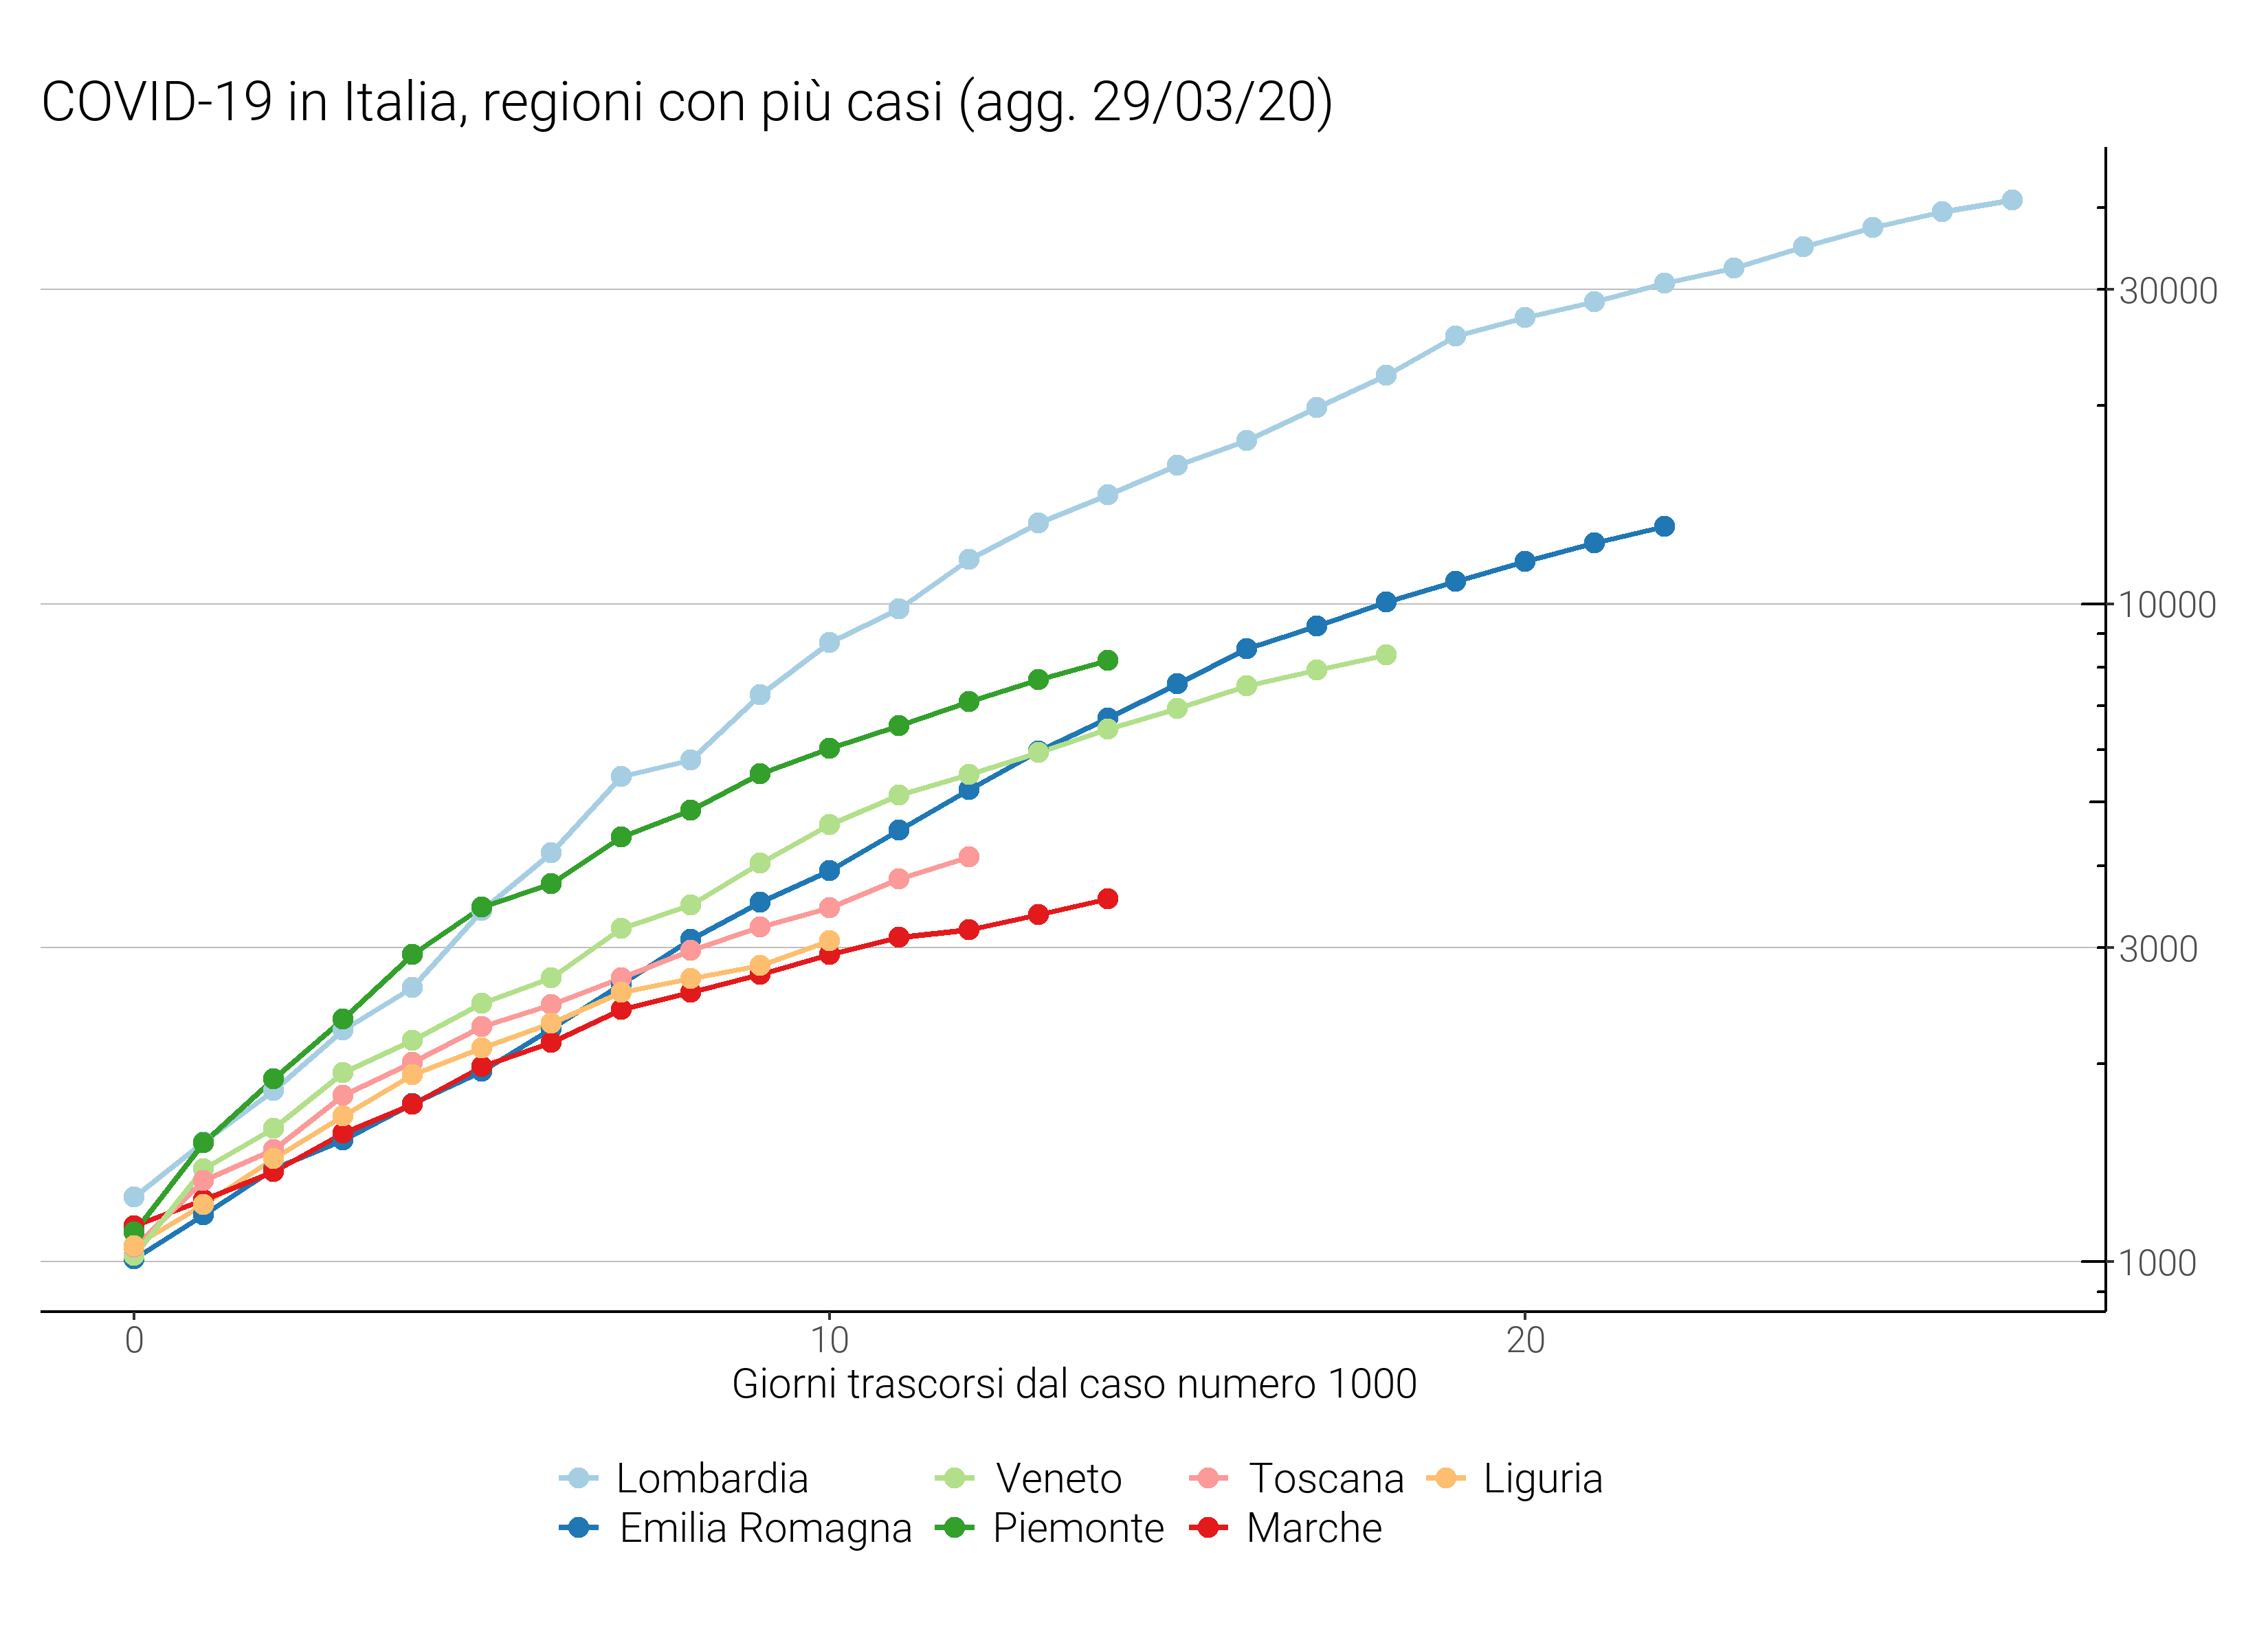 COVID-19 in Italia, regioni con più casi (agg. 29/03/20)
30000
10000
3000
1000
0 10 20
Giorni trascorsi dal caso numero 1000
Lombardia Veneto Toscana Liguria
Emilia Romagna Piemonte Marche